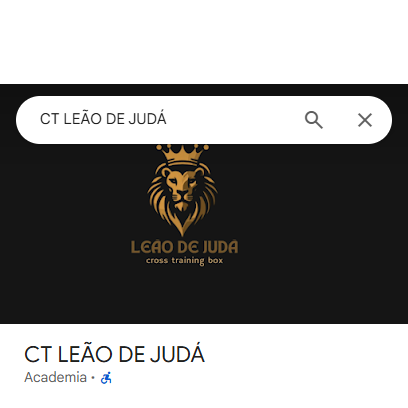 CT LEÃO DE JUDÁ
LEÃO DE JUDA
cross training box
CT LEÃO DE JUDÁ
Academia ·